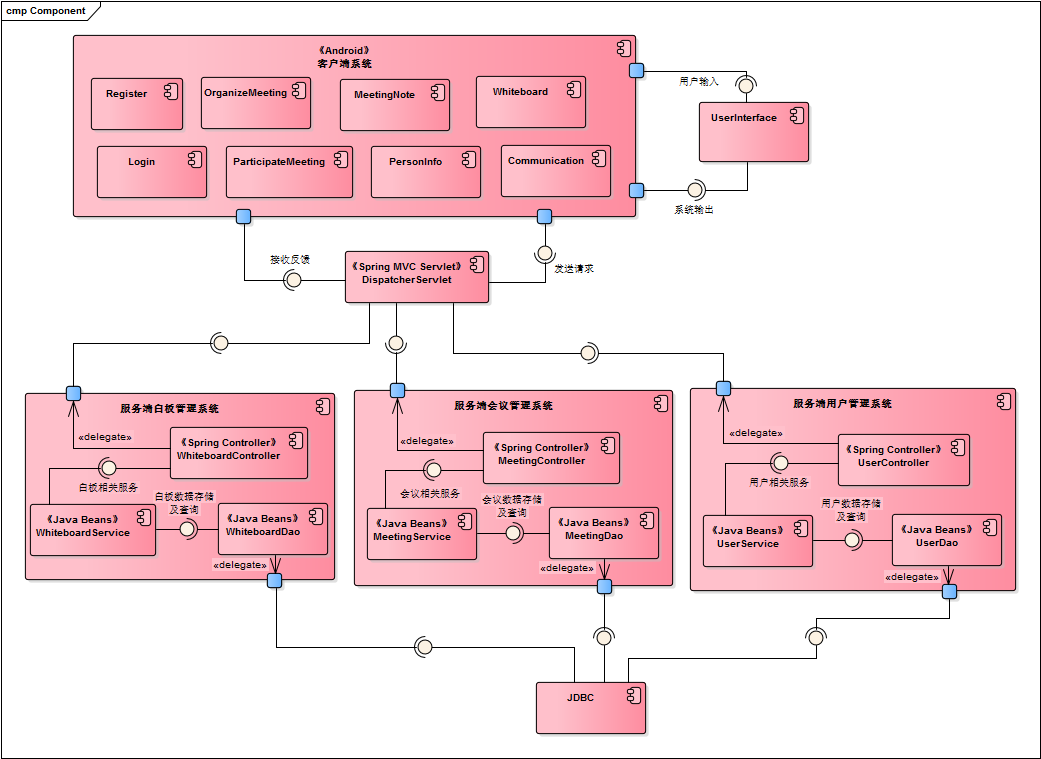 cmp Component
《Android》
客户端系统
Register
OrganizeMeeting
MeetingNote
Whiteboard
Login
ParticipateMeeting
PersonInfo
Communication
用户输入
UserInterface
系统输出
接收反馈
《Spring MVC Servlet》
DispatcherServlet
发送请求
服务端白板管理系统
«delegate»
《Spring Controller》
WhiteboardController
白板相关服务
白板数据存储
及查询
《Java Beans》
WhiteboardService
《Java Beans》
WhiteboardDao
«delegate»
服务端会议管理系统
«delegate»
《Spring Controller》
MeetingController
会议相关服务
会议数据存储
及查询
《Java Beans》
MeetingService
《Java Beans》
MeetingDao
«delegate»
服务端用户管理系统
«delegate»
《Spring Controller》
UserController
用户相关服务
用户数据存储
及查询
《Java Beans》
UserService
《Java Beans》
UserDao
«delegate»
JDBC